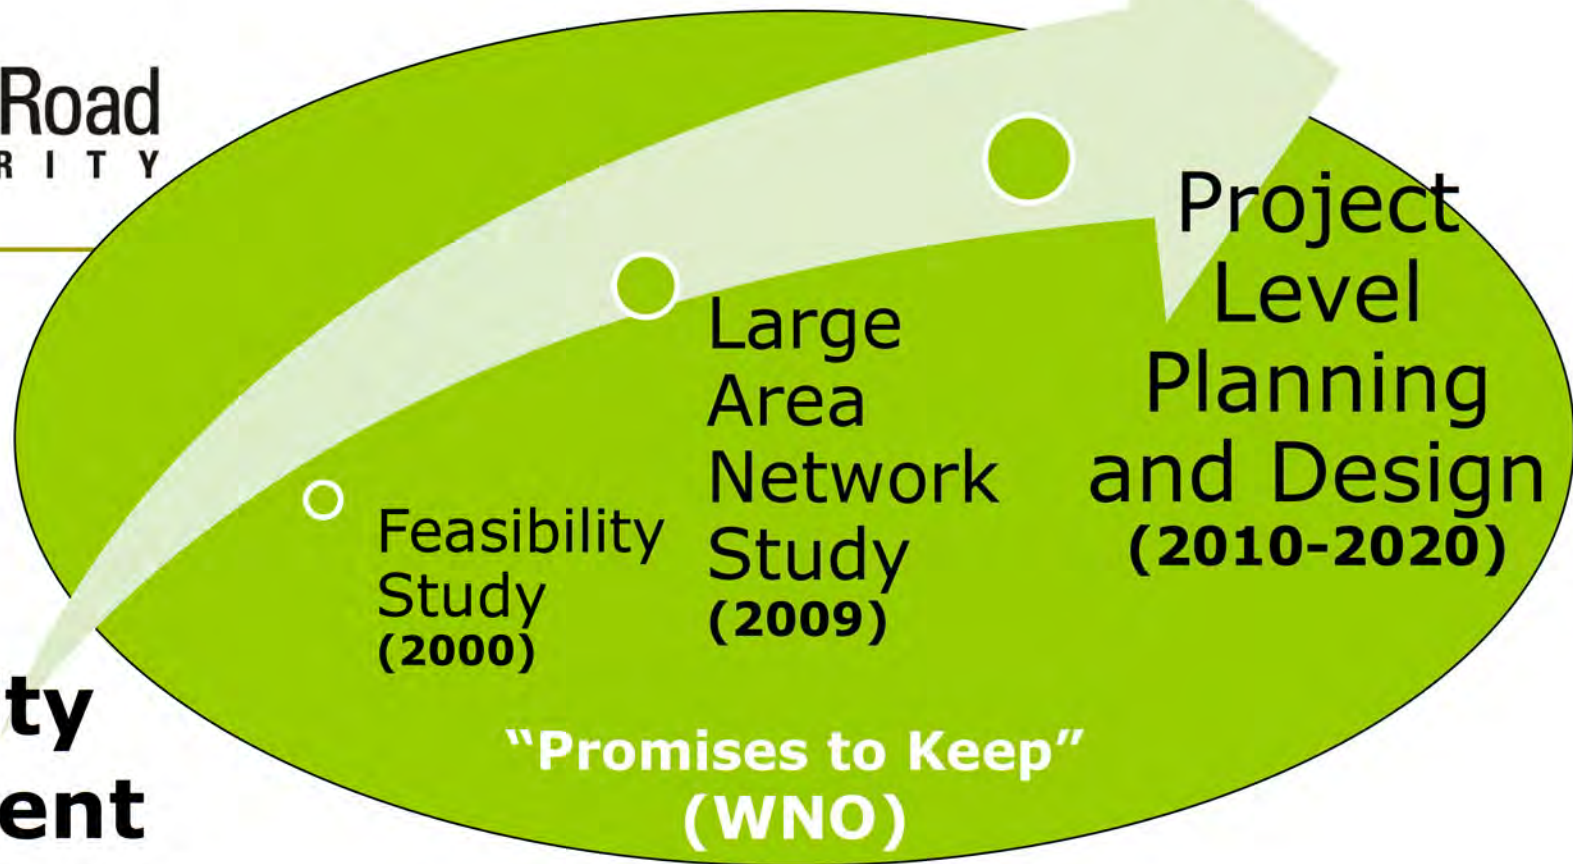 Road
RITY
Project
Level
Planning
and Design
(2010-2020)
Large
Area
Network
Study
(2009)
Feasibility
Study
(2000)
ty
ent
“Promises to Keep”
(WNO)